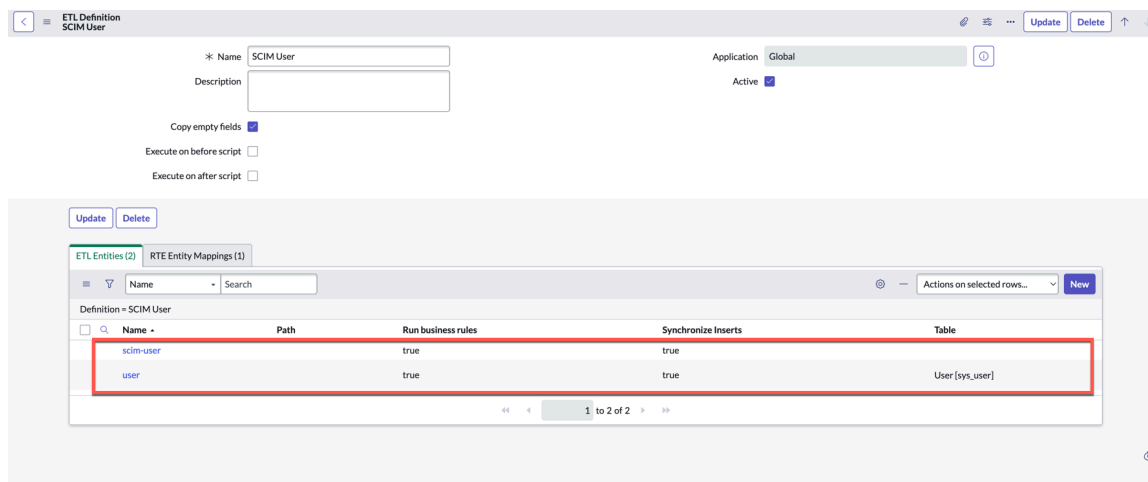 ETL Definition
SCIM User
Update
Delete
Name
SCIM User
Application
Global
Description
Active
Copy empty fields
Execute on before script
Execute on after script
Update
Delete
ETL Entities (2)
RTE Entity Mappings (1)
Name
Search
Actions on selected rows...
New
Definition = SCIM User
Name
Path
Run business rules
Synchronize Inserts
Table
scim-user
true
true
user
true
true
User [sys_user]
1 to 2 of 2